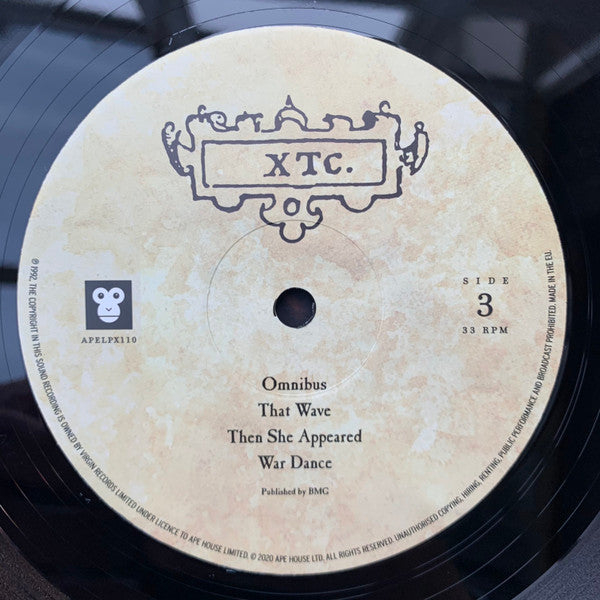 XTC.
APELPX110
SIDE
3
33 RPM
Omnibus
That Wave
Then She Appeared
War Dance
Published by BMG
℗ 1992. THE COPYRIGHT IN THIS SOUND RECORDING IS OWNED BY VIRGIN RECORDS LIMITED UNDER LICENCE TO APE HOUSE LIMITED. © 2020 APE HOUSE LTD. ALL RIGHTS RESERVED. UNAUTHORISED COPYING, HIRING, RENTING, PUBLIC PERFORMANCE AND BROADCAST PROHIBITED. MADE IN THE EU.